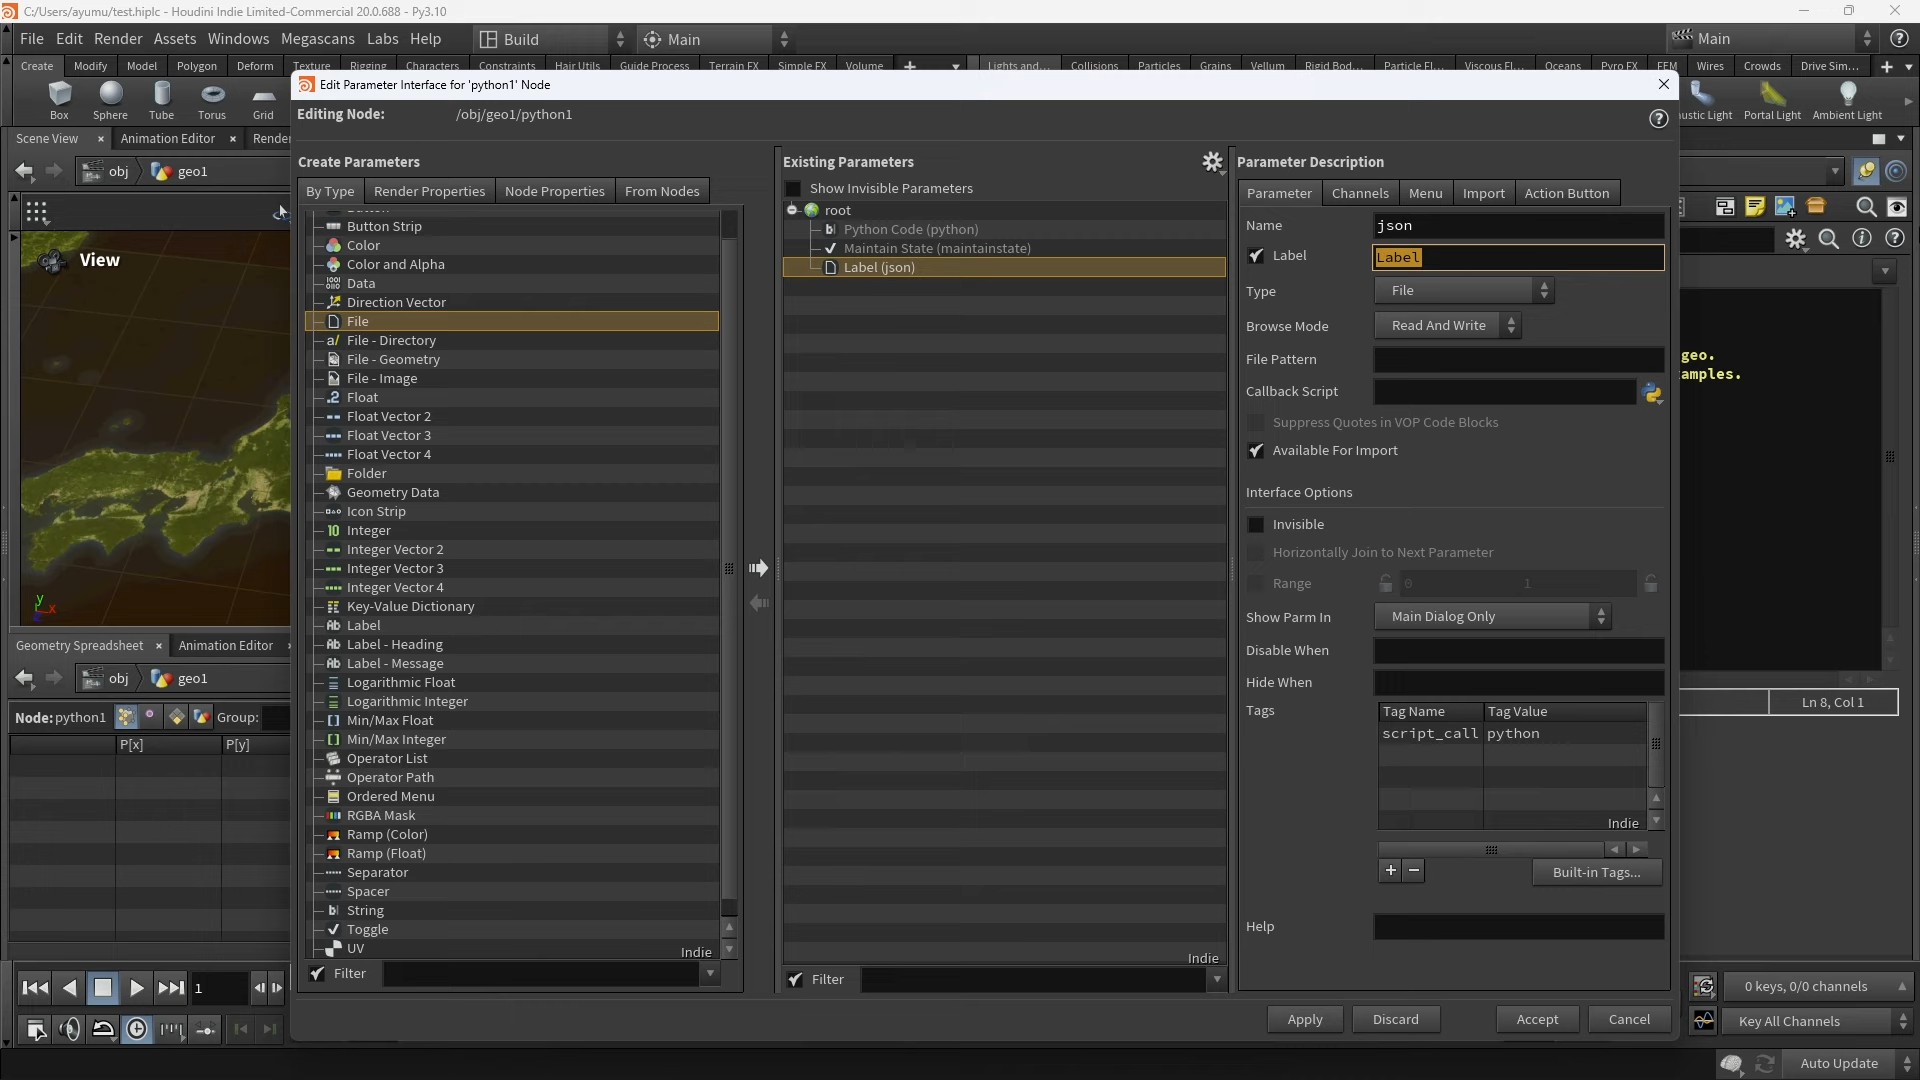 C:/Users/ayumu/test.hiplc - Houdini Indie Limited-Commercial 20.0.688 - Py3.10
File Edit Render Assets Windows Megascans Labs Help
Build
Main
Main
Create Modify Model Polygon Deform Texture Rigging Characters Constraints Hair Utils Guide Process Terrain FX Simple FX Volume
Lights and... Collisions Particles Grains Vellum Rigid Bod... Particle Fl... Viscous Fl... Oceans Pyro FX FEM Wires Crowds Drive Sim...
Box Sphere Tube Torus Grid
ustic Light Portal Light Ambient Light
Scene View
Animation Editor
Render
obj geo1
View
y
x
Edit Parameter Interface for 'python1' Node
Editing Node: /obj/geo1/python1
Create Parameters
By Type Render Properties Node Properties From Nodes
Button Strip
Color
Color and Alpha
Data
Direction Vector
File
File - Directory
File - Geometry
File - Image
Float
Float Vector 2
Float Vector 3
Float Vector 4
Folder
Geometry Data
Icon Strip
Integer
Integer Vector 2
Integer Vector 3
Integer Vector 4
Key-Value Dictionary
Label
Label - Heading
Label - Message
Logarithmic Float
Logarithmic Integer
Min/Max Float
Min/Max Integer
Operator List
Operator Path
Ordered Menu
RGBA Mask
Ramp (Color)
Ramp (Float)
Separator
Spacer
String
Toggle
UV
Indie
Filter
Existing Parameters
Show Invisible Parameters
root
Python Code (python)
Maintain State (maintainstate)
Label (json)
Indie
Filter
Parameter Description
Parameter Channels Menu Import Action Button
Name json
Label Label
Type File
Browse Mode Read And Write
File Pattern
Callback Script
Suppress Quotes in VOP Code Blocks
Available For Import
Interface Options
Invisible
Horizontally Join to Next Parameter
Range 0 1
Show Parm In Main Dialog Only
Disable When
Hide When
Tags
Tag Name Tag Value
script_call python
Indie
+ −
Built-in Tags...
Help
Apply Discard Accept Cancel
geo.
amples.
Ln 8, Col 1
Geometry Spreadsheet
Animation Editor
obj geo1
Node: python1
Group:
P[x] P[y]
1
0 keys, 0/0 channels
Key All Channels
Auto Update